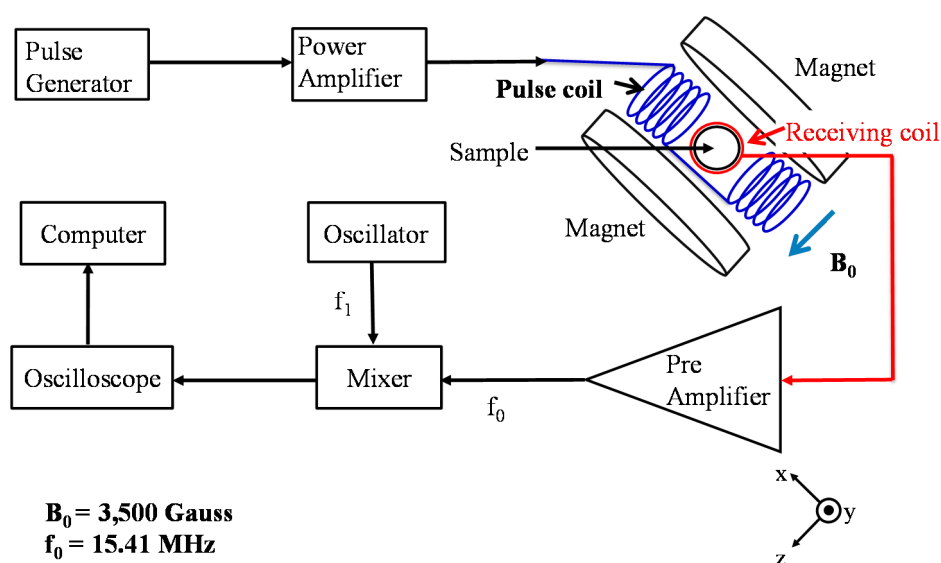 Pulse
Generator
Power
Amplifier
Pulse coil
Magnet
Receiving coil
Sample
Magnet
B₀
Computer
Oscillator
f₁
Oscilloscope
Mixer
f₀
Pre
Amplifier
x
y
z
B₀ = 3,500 Gauss
f₀ = 15.41 MHz